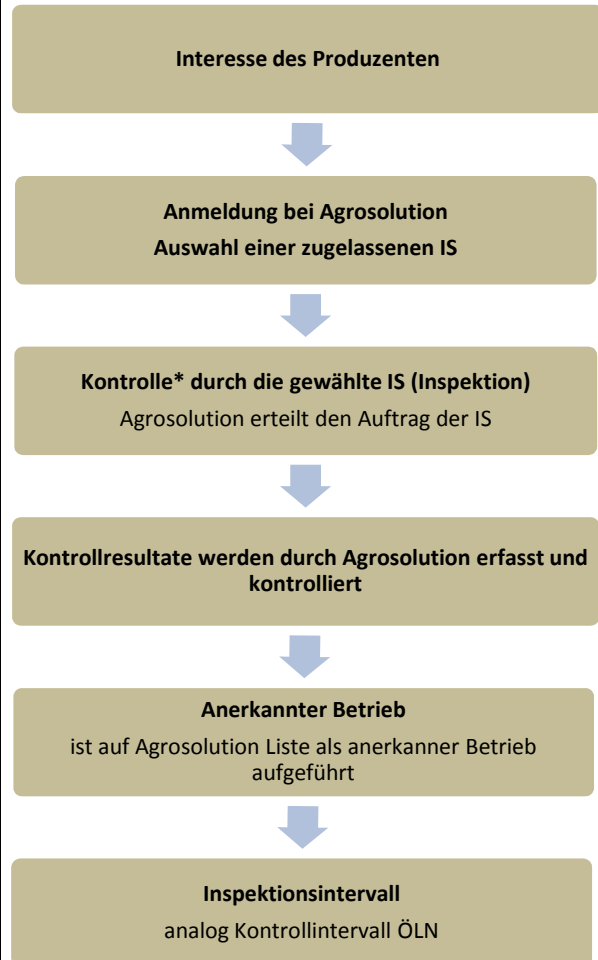 Interesse des Produzenten
Anmeldung bei Agrosolution
Auswahl einer zugelassenen IS
Kontrolle* durch die gewählte IS (Inspektion)
Agrosolution erteilt den Auftrag der IS
Kontrollresultate werden durch Agrosolution erfasst und
kontrolliert
Anerkannter Betrieb
ist auf Agrosolution Liste als anerkanner Betrieb
aufgeführt
Inspektionsintervall
analog Kontrollintervall ÖLN